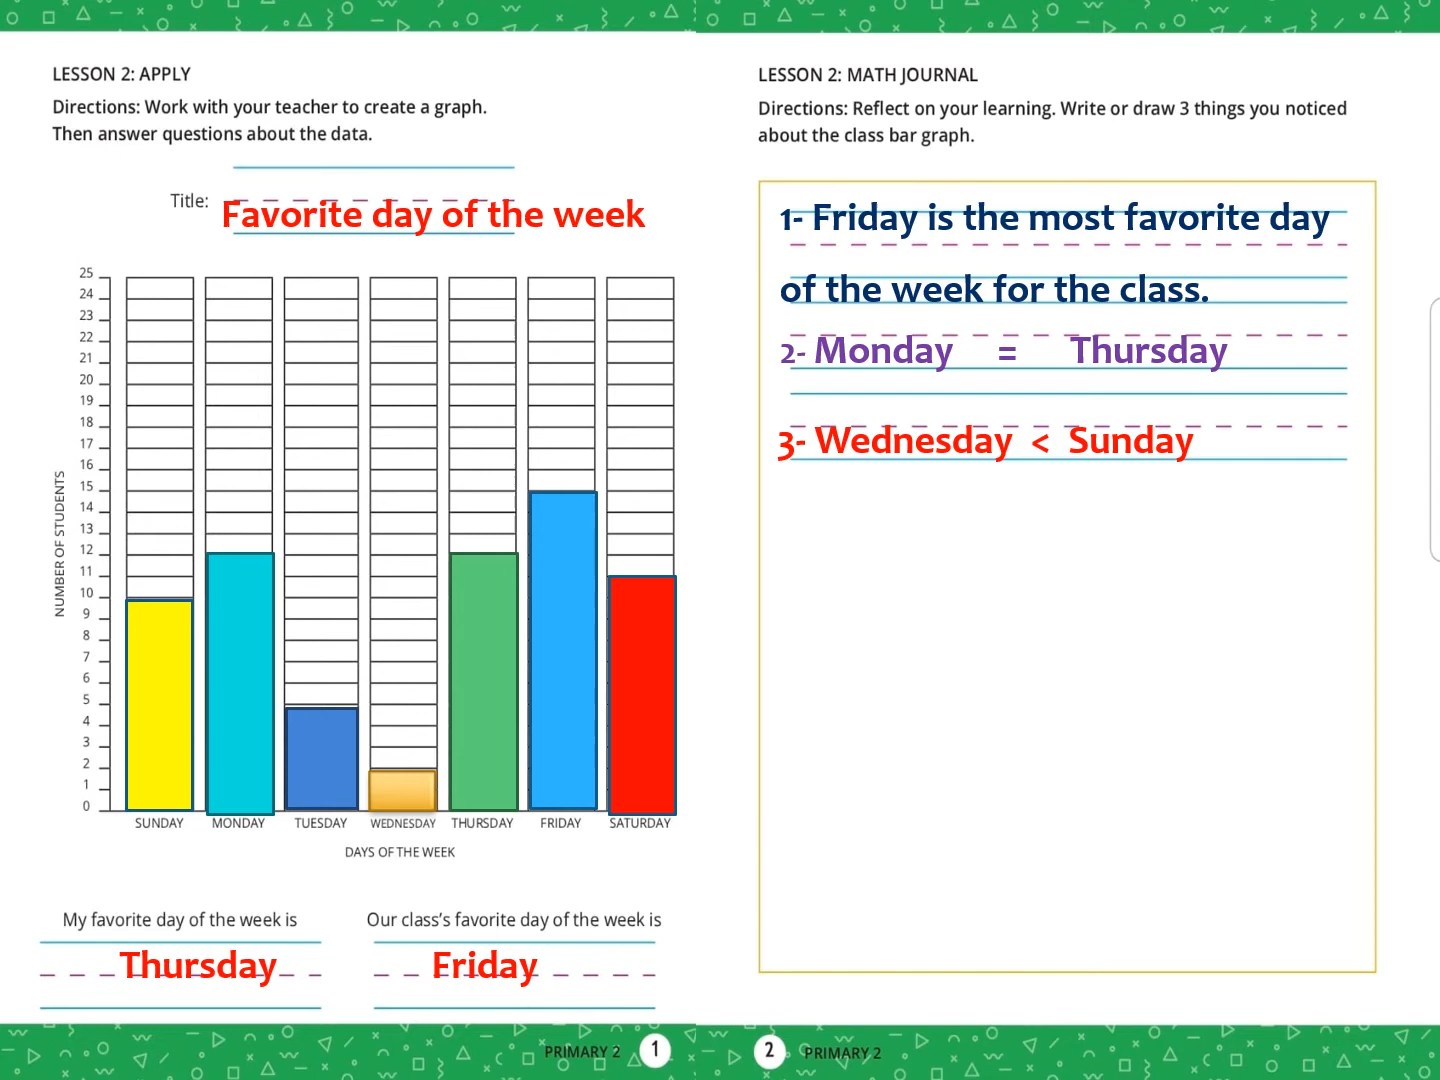 LESSON 2: APPLY
Directions: Work with your teacher to create a graph.
Then answer questions about the data.
Title: Favorite day of the week
25
24
23
22
21
20
19
18
17
16
15
14
13
12
11
10
9
8
7
6
5
4
3
2
1
0
NUMBER OF STUDENTS
SUNDAY MONDAY TUESDAY WEDNESDAY THURSDAY FRIDAY SATURDAY
DAYS OF THE WEEK
My favorite day of the week is
Thursday
Our class's favorite day of the week is
Friday
PRIMARY 2 1
LESSON 2: MATH JOURNAL
Directions: Reflect on your learning. Write or draw 3 things you noticed
about the class bar graph.
1- Friday is the most favorite day
of the week for the class.
2- Monday = Thursday
3- Wednesday < Sunday
2 PRIMARY 2